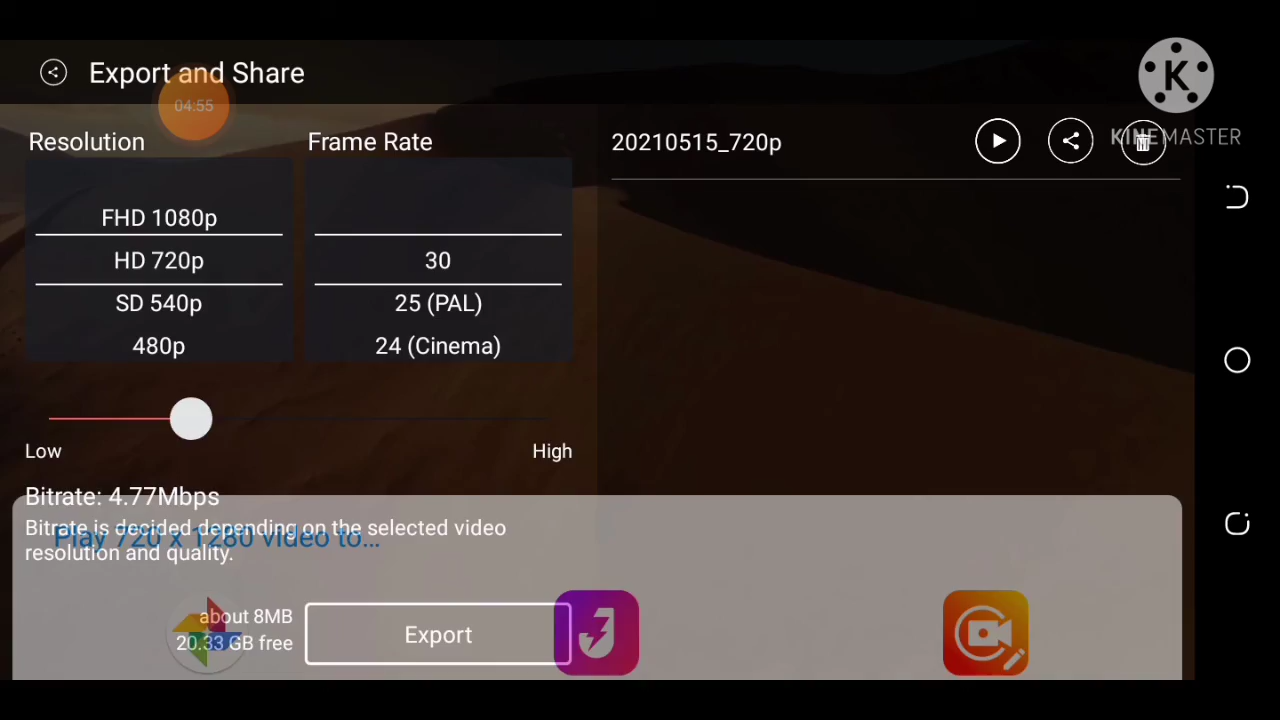 Export and Share
04:55
KINEMASTER
Resolution
Frame Rate
20210515_720p
FHD 1080p
HD 720p
30
SD 540p
25 (PAL)
480p
24 (Cinema)
Low
High
Bitrate: 4.77Mbps
Bitrate is decided depending on the selected video
resolution and quality.
Play 720 x 1280 video to...
about 8MB
20.33 GB free
Export